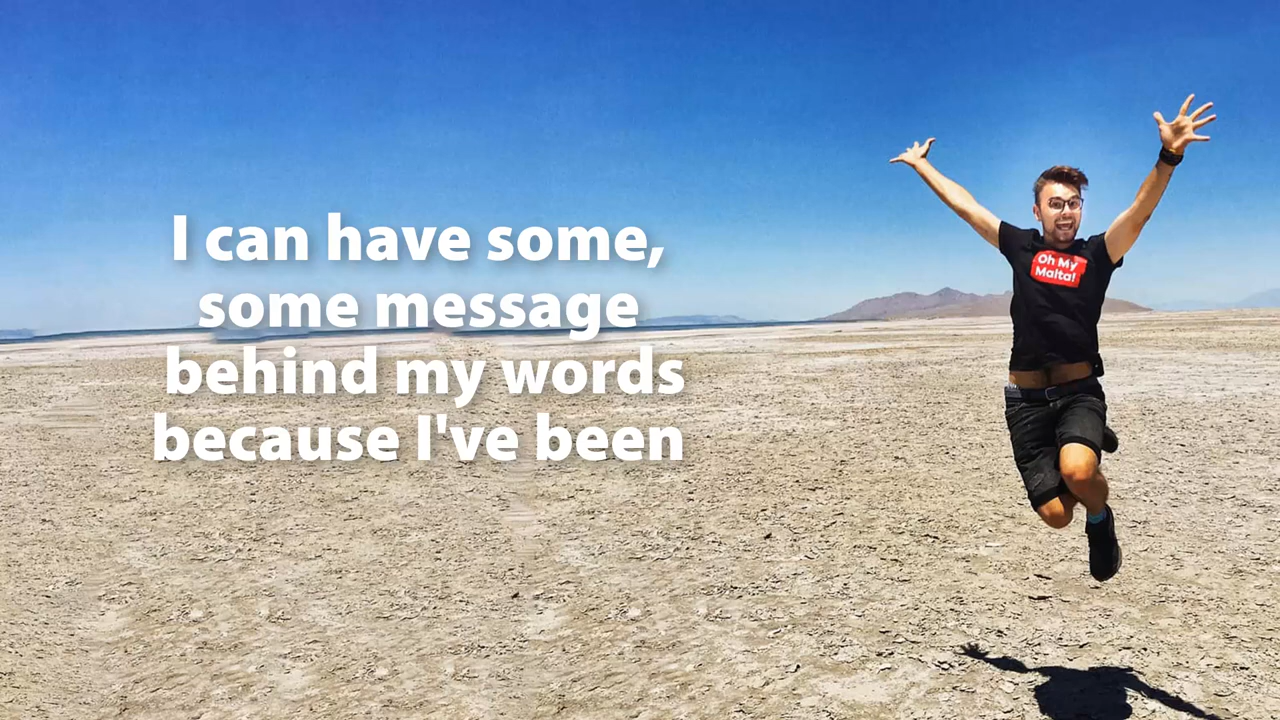 I can have some,
some message
behind my words
because I've been
Oh My
Malta!